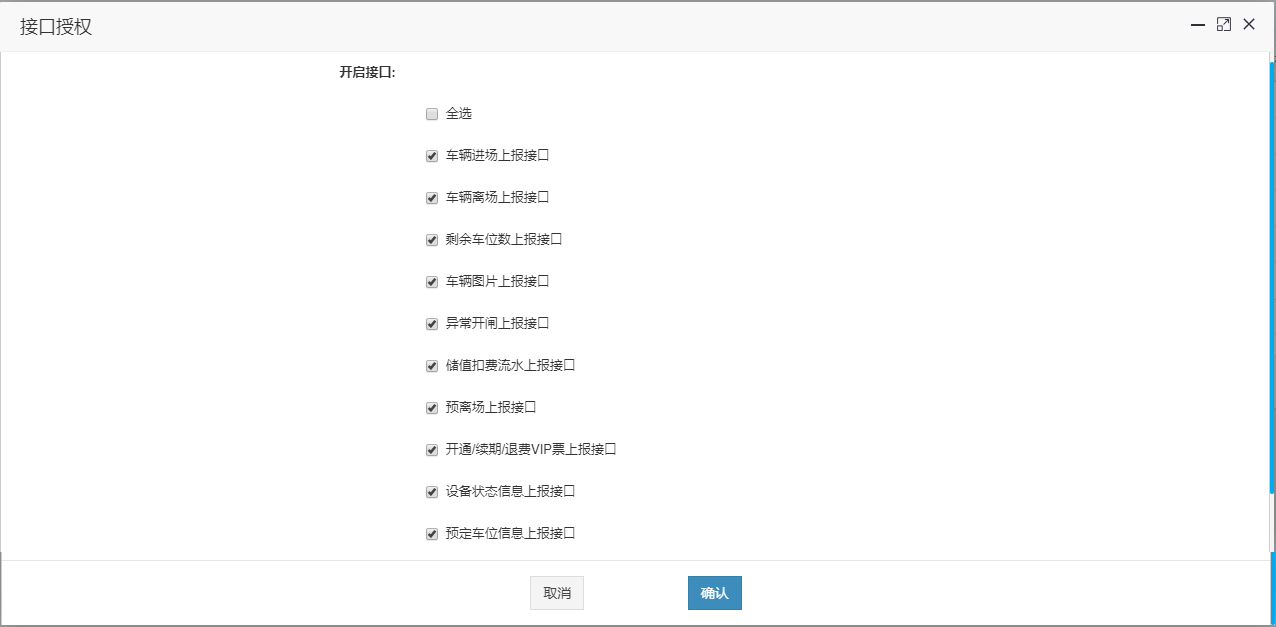 接口授权
开启接口:
全选
车辆进场上报接口
车辆离场上报接口
剩余车位数上报接口
车辆图片上报接口
异常开闸上报接口
储值扣费流水上报接口
预离场上报接口
开通/续期/退费VIP票上报接口
设备状态信息上报接口
预定车位信息上报接口
取消
确认